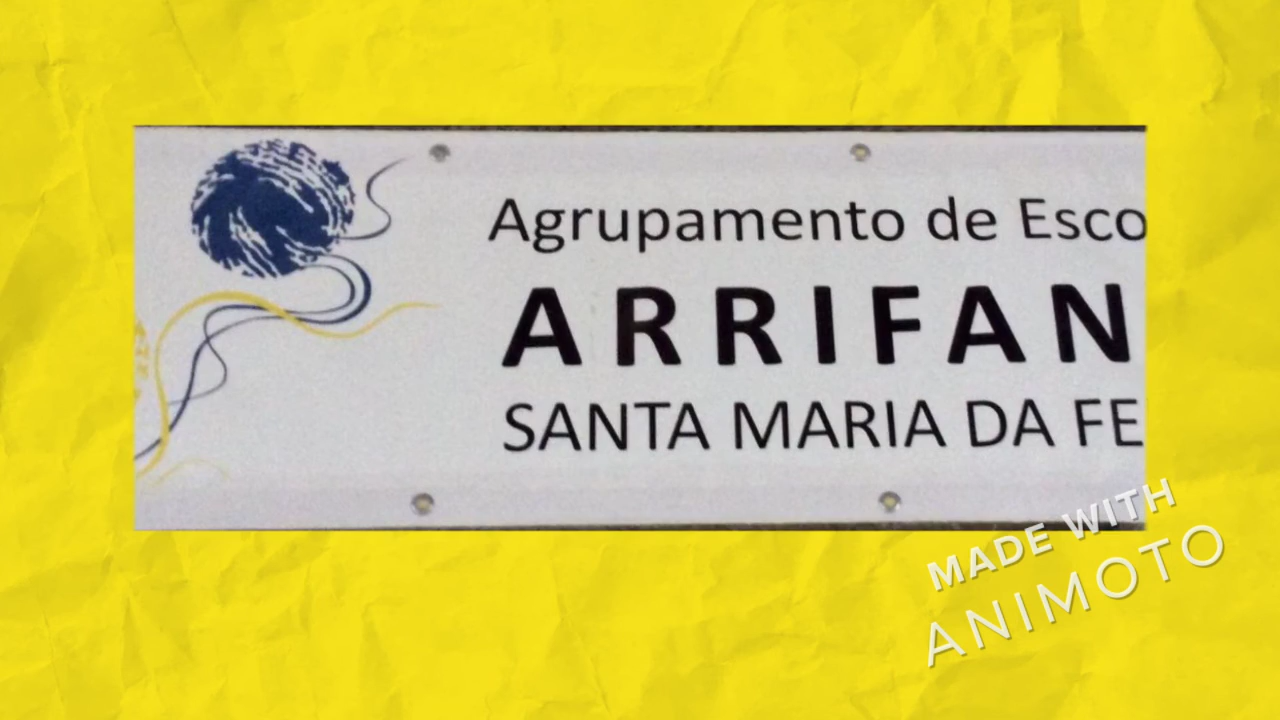 Agrupamento de Esco
ARRIFAN
SANTA MARIA DA FE
MADE WITH
ANIMOTO